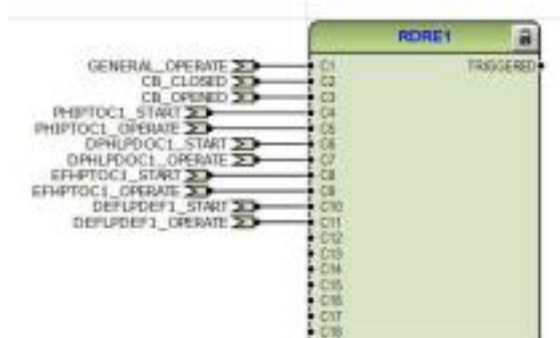 RDRE1
GENERAL_OPERATE C1 TRIGGERED
CB_CLOSED C2
CB_OPENED C3
PHIPTOC1_START C4
PHIPTOC1_OPERATE C5
DPHLPDOC1_START C6
DPHLPDOC1_OPERATE C7
EFHPTOC1_START C8
EFHPTOC1_OPERATE C9
DEFLPDEF1_START C10
DEFLPDEF1_OPERATE C11
C12
C13
C14
C15
C16
C17
C18